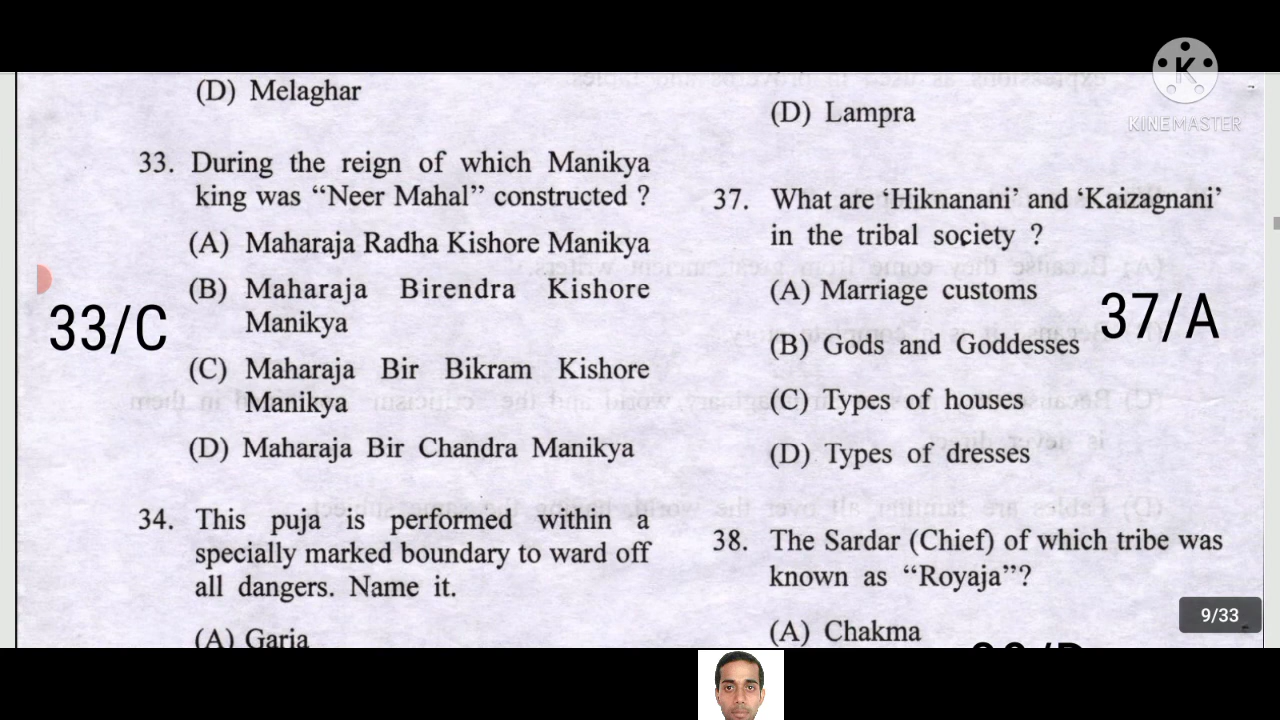 (D) Melaghar
33. During the reign of which Manikya
king was “Neer Mahal” constructed ?
(A) Maharaja Radha Kishore Manikya
(B) Maharaja Birendra Kishore
Manikya
(C) Maharaja Bir Bikram Kishore
Manikya
(D) Maharaja Bir Chandra Manikya
33/C
34. This puja is performed within a
specially marked boundary to ward off
all dangers. Name it.
(A) Garia
(D) Lampra
37. What are ‘Hiknanani’ and ‘Kaizagnani’
in the tribal society ?
(A) Marriage customs
(B) Gods and Goddesses
(C) Types of houses
(D) Types of dresses
37/A
38. The Sardar (Chief) of which tribe was
known as “Royaja”?
(A) Chakma
9/33
K
KINEMASTER